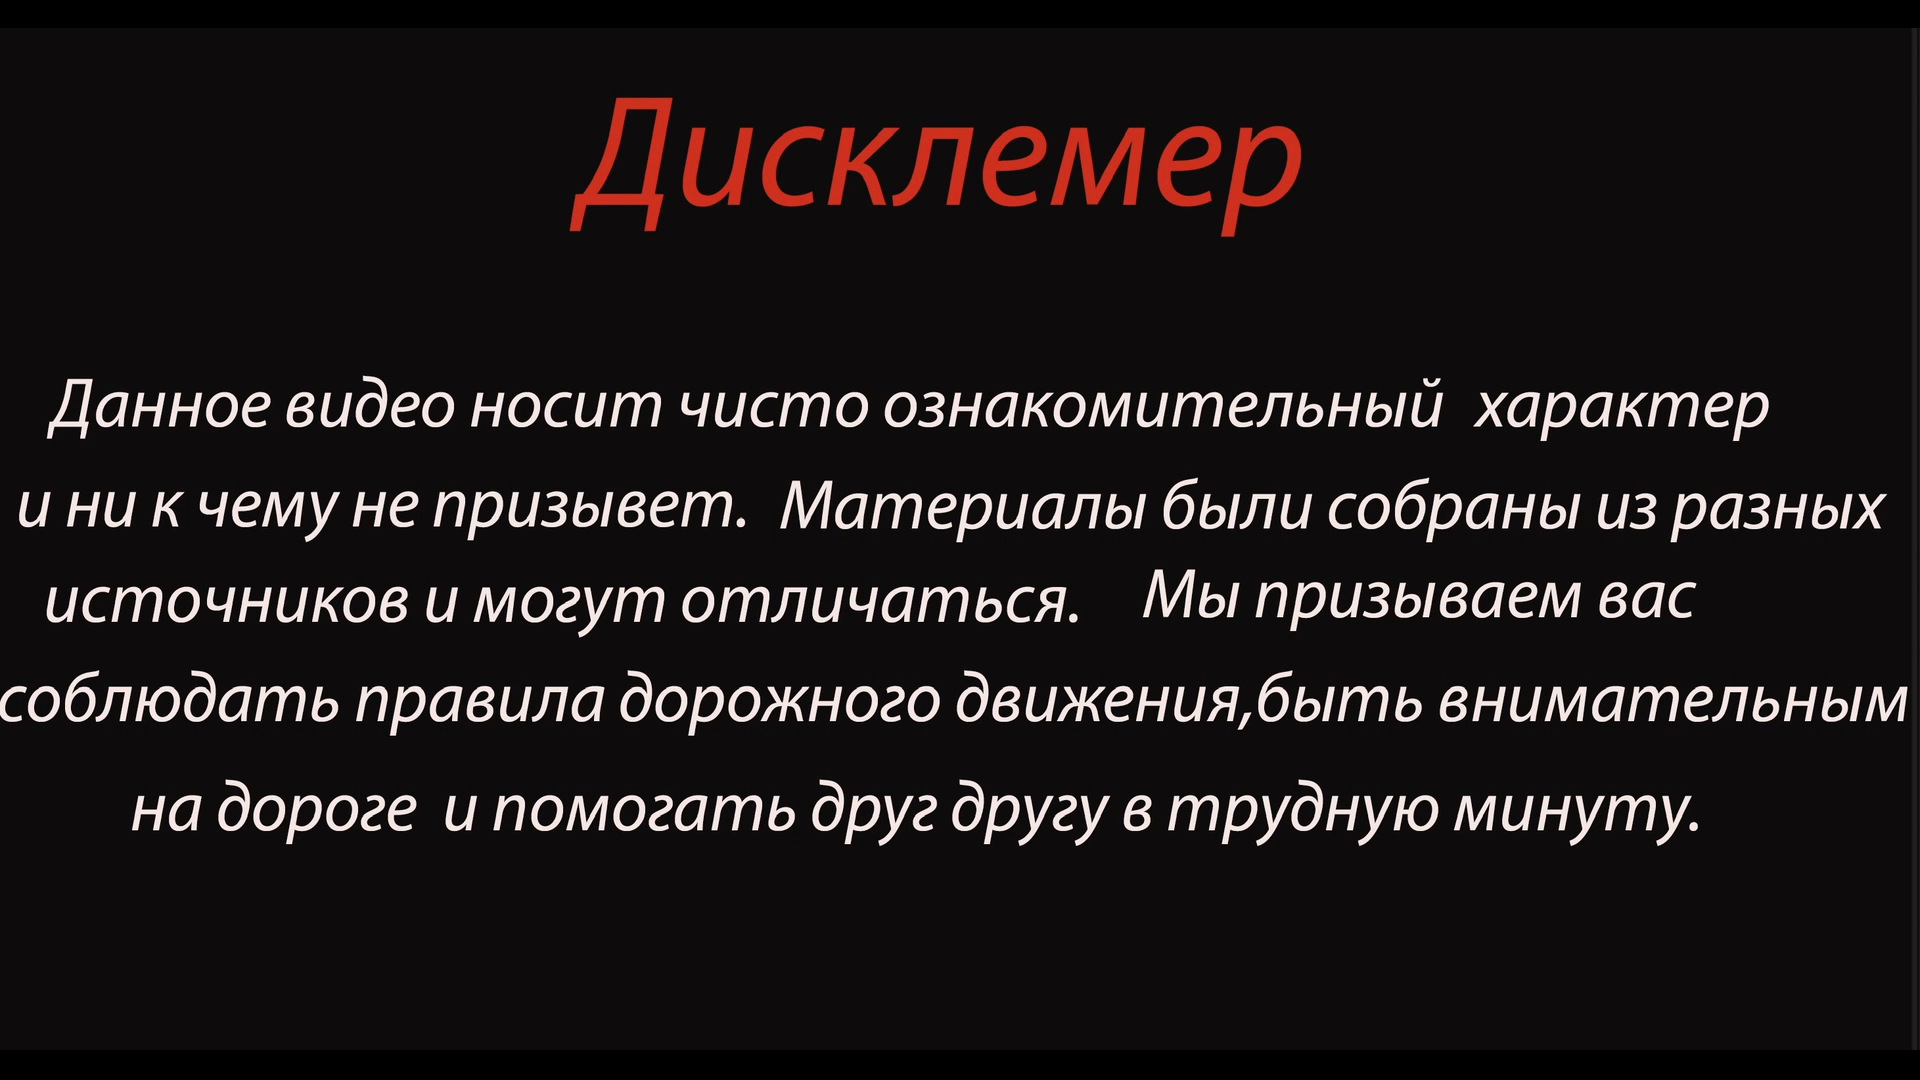 Дисклемер
Данное видео носит чисто ознакомительный характер
и ни к чему не призывет. Материалы были собраны из разных
источников и могут отличаться. Мы призываем вас
соблюдать правила дорожного движения,быть внимательным
на дороге и помогать друг другу в трудную минуту.